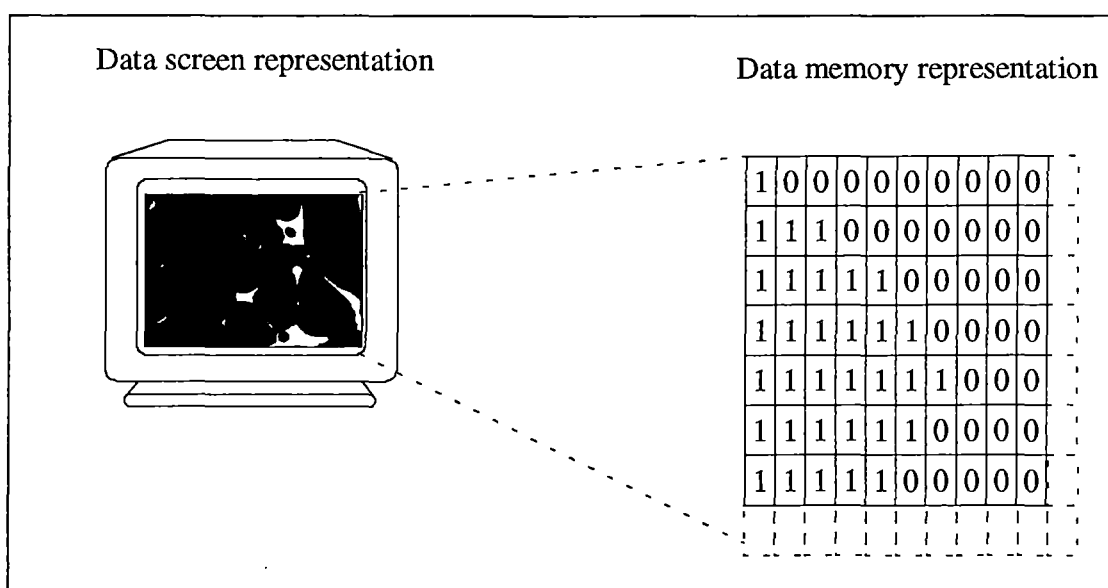 Data screen representation
Data memory representation
1 0 0 0 0 0 0 0 0 0
1 1 1 0 0 0 0 0 0 0
1 1 1 1 1 0 0 0 0 0
1 1 1 1 1 1 0 0 0 0
1 1 1 1 1 1 1 0 0 0
1 1 1 1 1 1 0 0 0 0
1 1 1 1 1 0 0 0 0 0